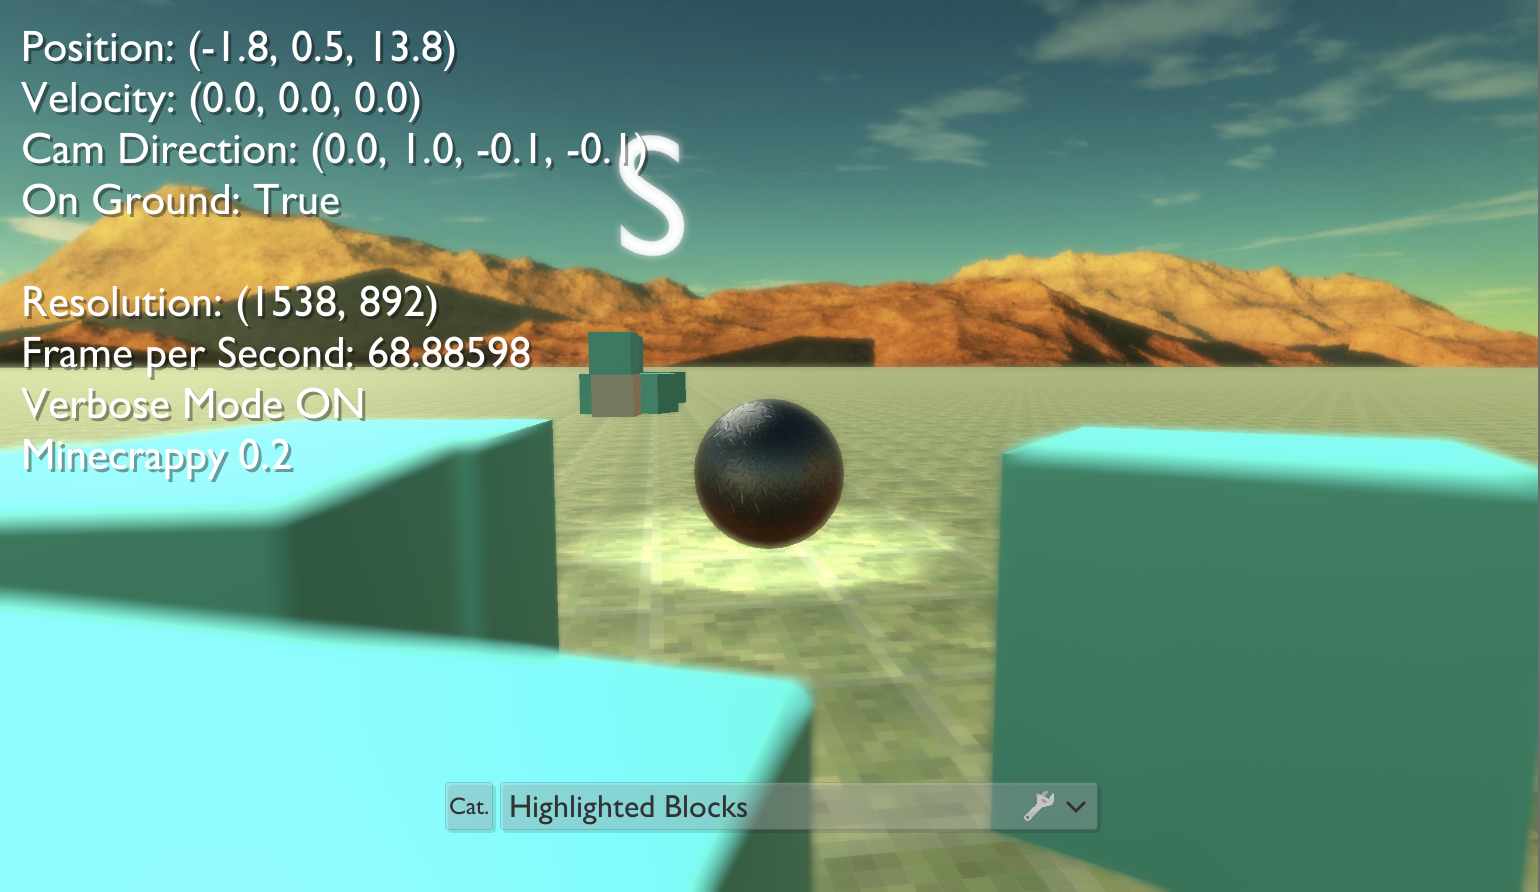 Position: (-1.8, 0.5, 13.8)
Velocity: (0.0, 0.0, 0.0)
Cam Direction: (0.0, 1.0, -0.1, -0.1)
On Ground: True
S
Resolution: (1538, 892)
Frame per Second: 68.88598
Verbose Mode ON
Minecrappy 0.2
Cat. Highlighted Blocks